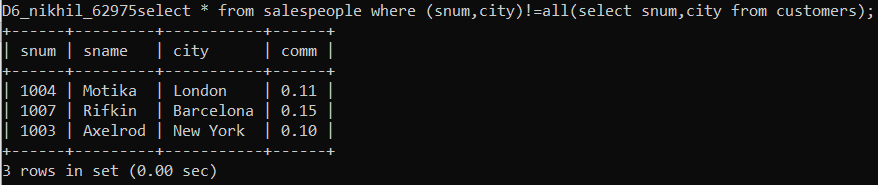 D6_nikhil_62975select * from salespeople where (snum,city)!=all(select snum,city from customers);
+------+---------+-----------+------+
| snum | sname   | city      | comm |
+------+---------+-----------+------+
| 1004 | Motika  | London    | 0.11 |
| 1007 | Rifkin  | Barcelona | 0.15 |
| 1003 | Axelrod | New York  | 0.10 |
+------+---------+-----------+------+
3 rows in set (0.00 sec)